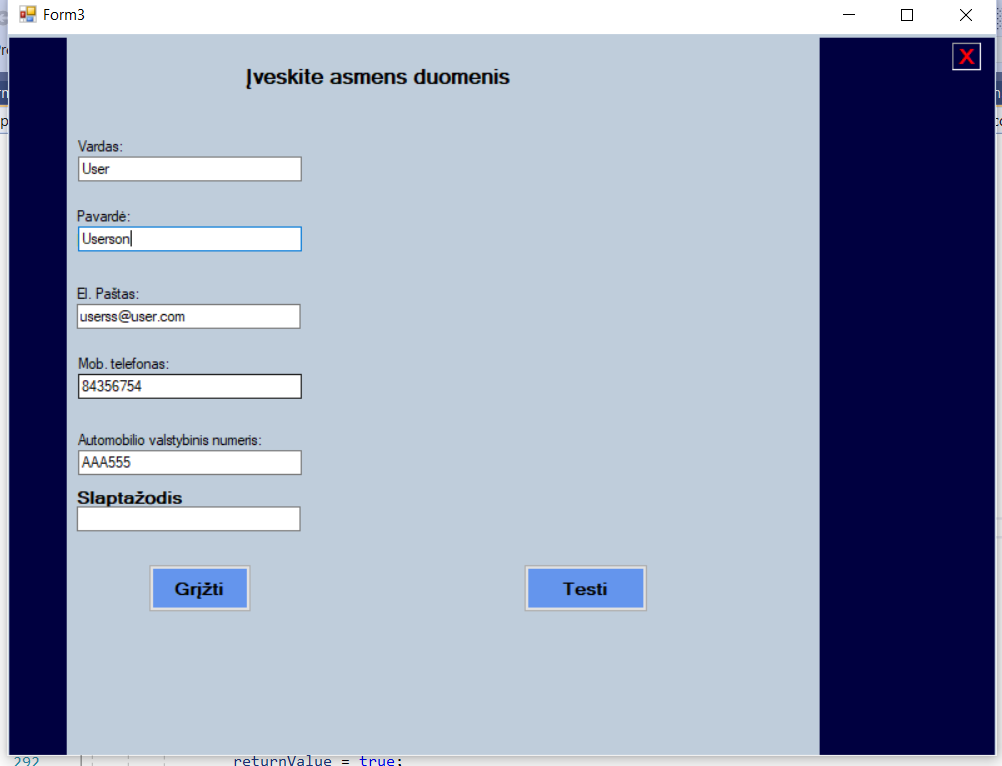 Form3
X
Įveskite asmens duomenis
Vardas:
User
Pavardė:
Userson
El. Paštas:
userss@user.com
Mob. telefonas:
84356754
Automobilio valstybinis numeris:
AAA555
Slaptažodis
Grįžti
Testi
292 returnValue = true;